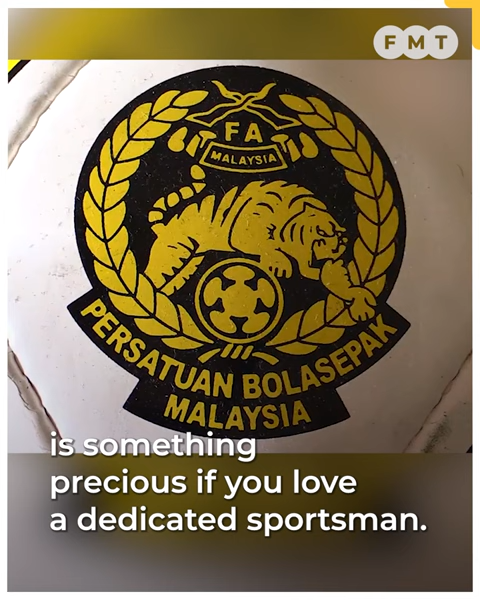 FMT
FA
MALAYSIA
PERSATUAN BOLASEPAK
MALAYSIA
is something
precious if you love
a dedicated sportsman.